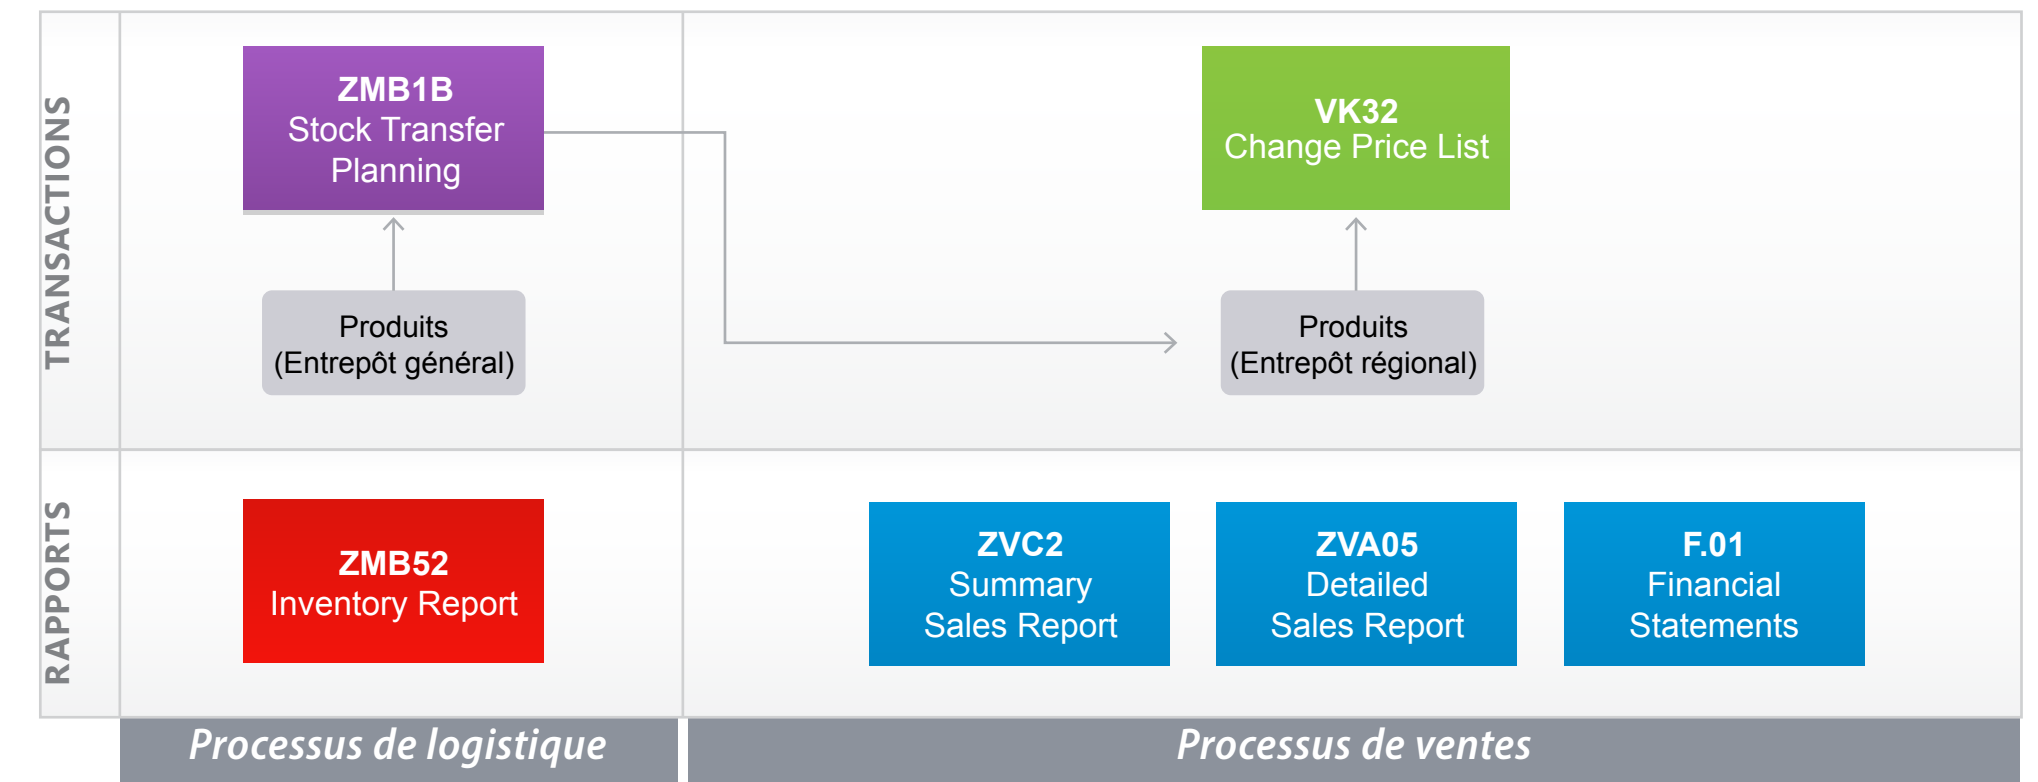 TRANSACTIONS
ZMB1B
Stock Transfer
Planning
Produits
(Entrepôt général)
VK32
Change Price List
Produits
(Entrepôt régional)
RAPPORTS
ZMB52
Inventory Report
ZVC2
Summary
Sales Report
ZVA05
Detailed
Sales Report
F.01
Financial
Statements
Processus de logistique
Processus de ventes